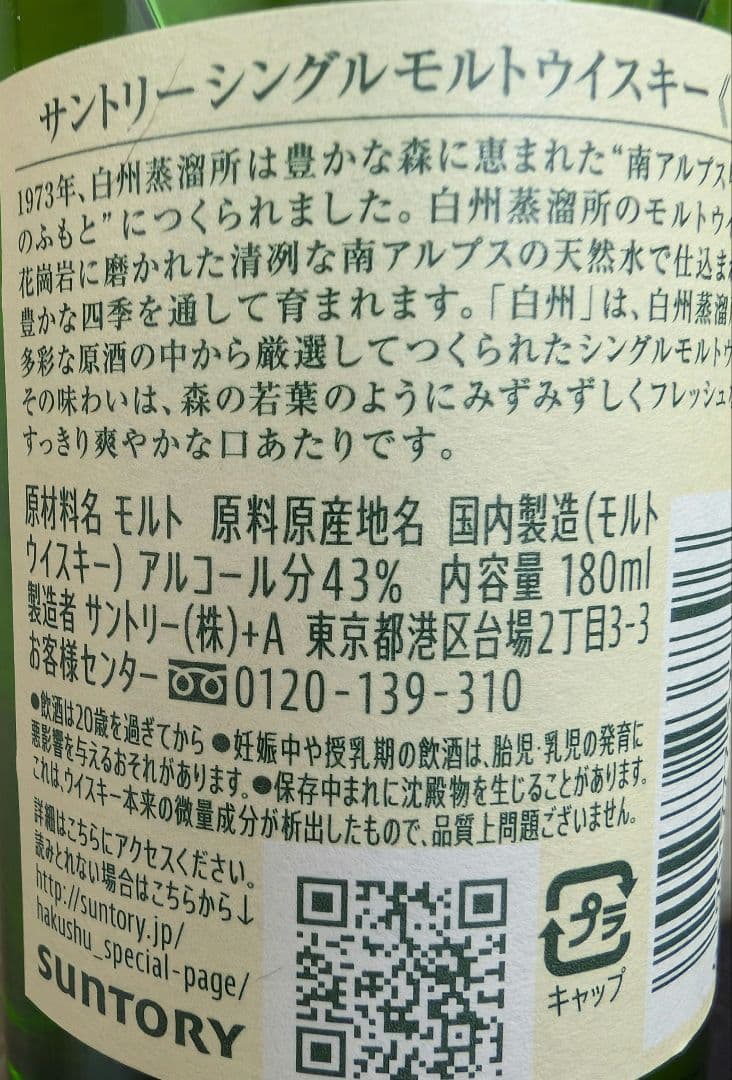 サントリーシングルモルトウイスキー《
1973年、白州蒸溜所は豊かな森に恵まれた“南アルプス
のふもと”につくられました。白州蒸溜所のモルトウ
花崗岩に磨かれた清冽な南アルプスの天然水で仕込ま
豊かな四季を通して育まれます。「白州」は、白州蒸溜
多彩な原酒の中から厳選してつくられたシングルモルト
その味わいは、森の若葉のようにみずみずしくフレッシュ
すっきり爽やかな口あたりです。
原材料名 モルト 原料原産地名 国内製造(モルト
ウイスキー) アルコール分43% 内容量 180ml
製造者 サントリー(株)+A 東京都港区台場2丁目3-3
お客様センター 0120-139-310
●飲酒は20歳を過ぎてから ●妊娠中や授乳期の飲酒は、胎児・乳児の発育に
悪影響を与えるおそれがあります。●保存中まれに沈殿物を生じることがあります。
これは、ウイスキー本来の微量成分が析出したもので、品質上問題ございません。
詳細はこちらにアクセスください。
読みとれない場合はこちらから↓
http://suntory.jp/
hakushu_special-page/
SUNTORY
プラ
キャップ